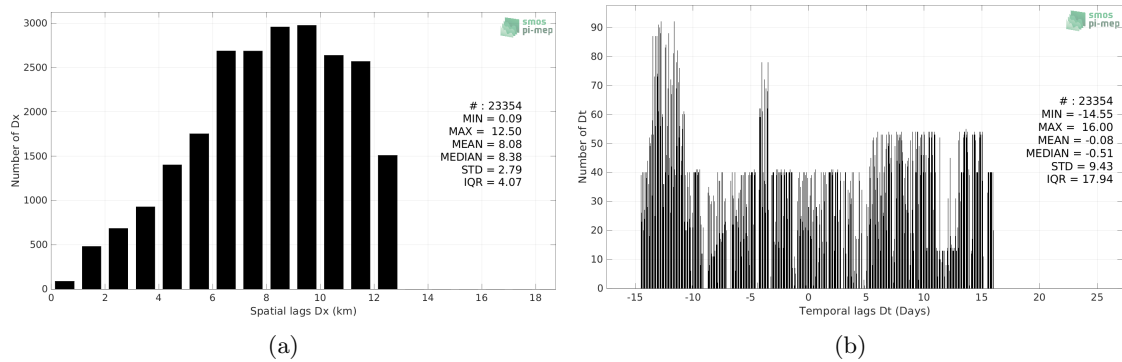 3000
2500
2000
1500
1000
500
0
Number of Dx
0 2 4 6 8 10 12 14 16 18
Spatial lags Dx (km)
smos
pi-mep
# : 23354
MIN = 0.09
MAX = 12.50
MEAN = 8.08
MEDIAN = 8.38
STD = 2.79
IQR = 4.07
(a)
90
80
70
60
50
40
30
20
10
0
Number of Dt
-15 -10 -5 0 5 10 15 20 25
Temporal lags Dt (Days)
smos
pi-mep
# : 23354
MIN = -14.55
MAX = 16.00
MEAN = -0.08
MEDIAN = -0.51
STD = 9.43
IQR = 17.94
(b)